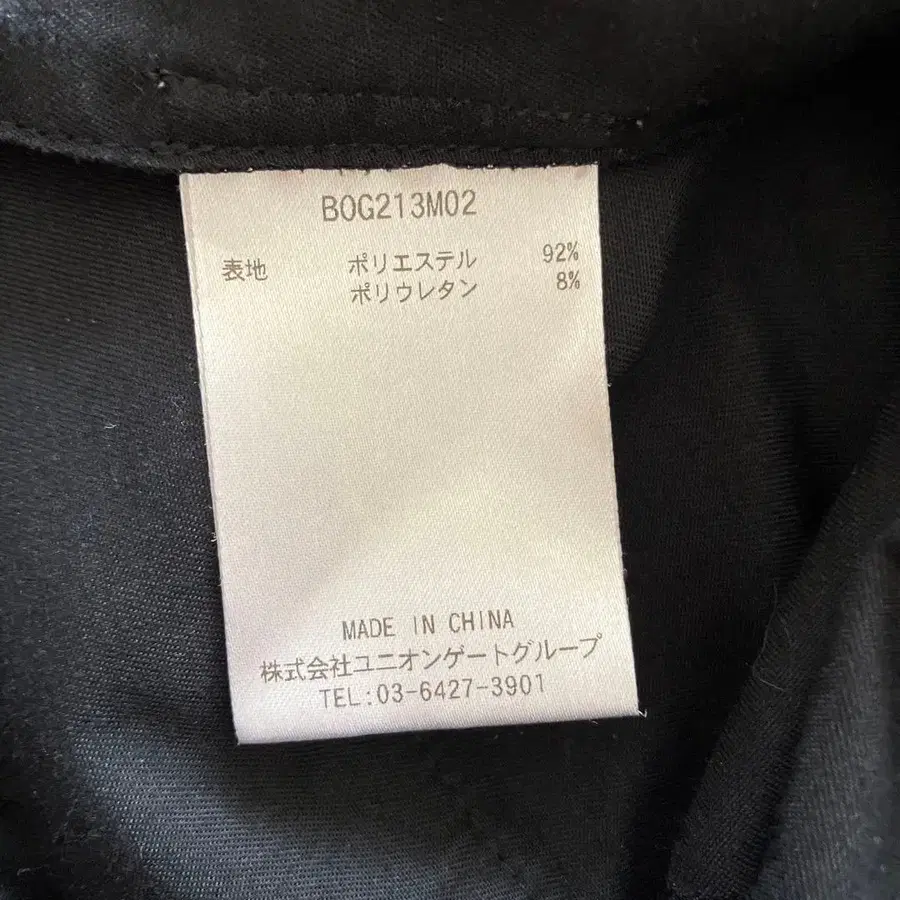 BOG213M02
表地 ポリエステル 92%
ポリウレタン 8%
MADE IN CHINA
株式会社ユニオンゲートグループ
TEL:03-6427-3901